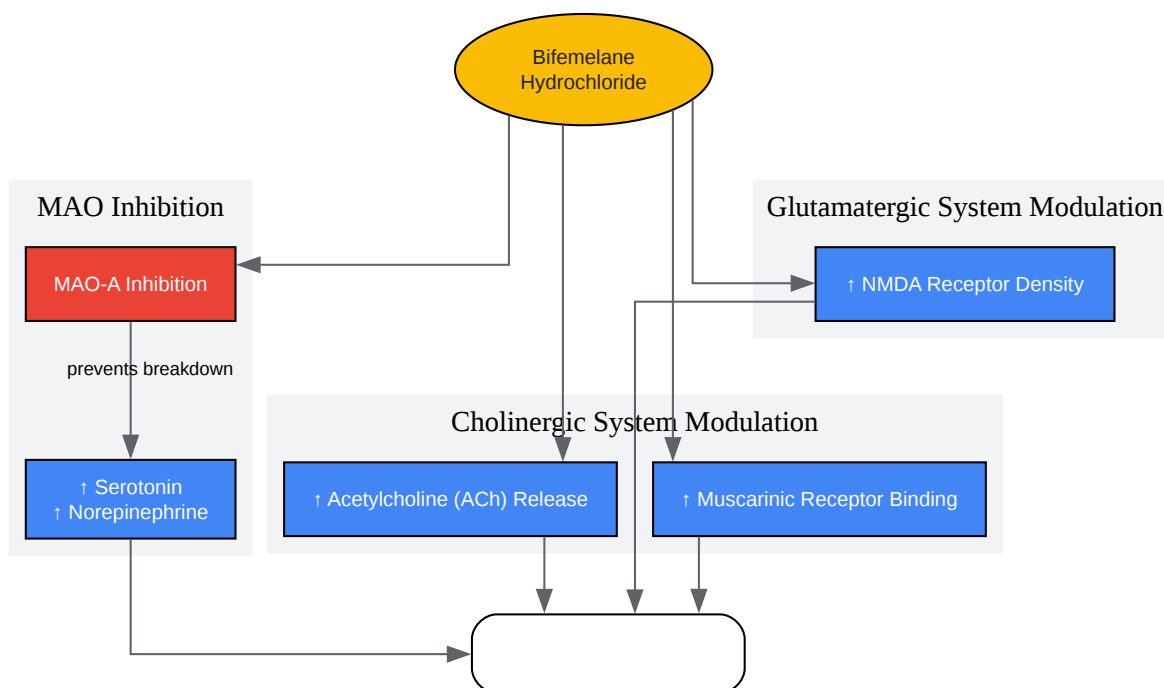 Bifemelane
Hydrochloride
MAO Inhibition
Glutamatergic System Modulation
MAO-A Inhibition
↑ NMDA Receptor Density
prevents breakdown
Cholinergic System Modulation
↑ Serotonin
↑ Norepinephrine
↑ Acetylcholine (ACh) Release
↑ Muscarinic Receptor Binding